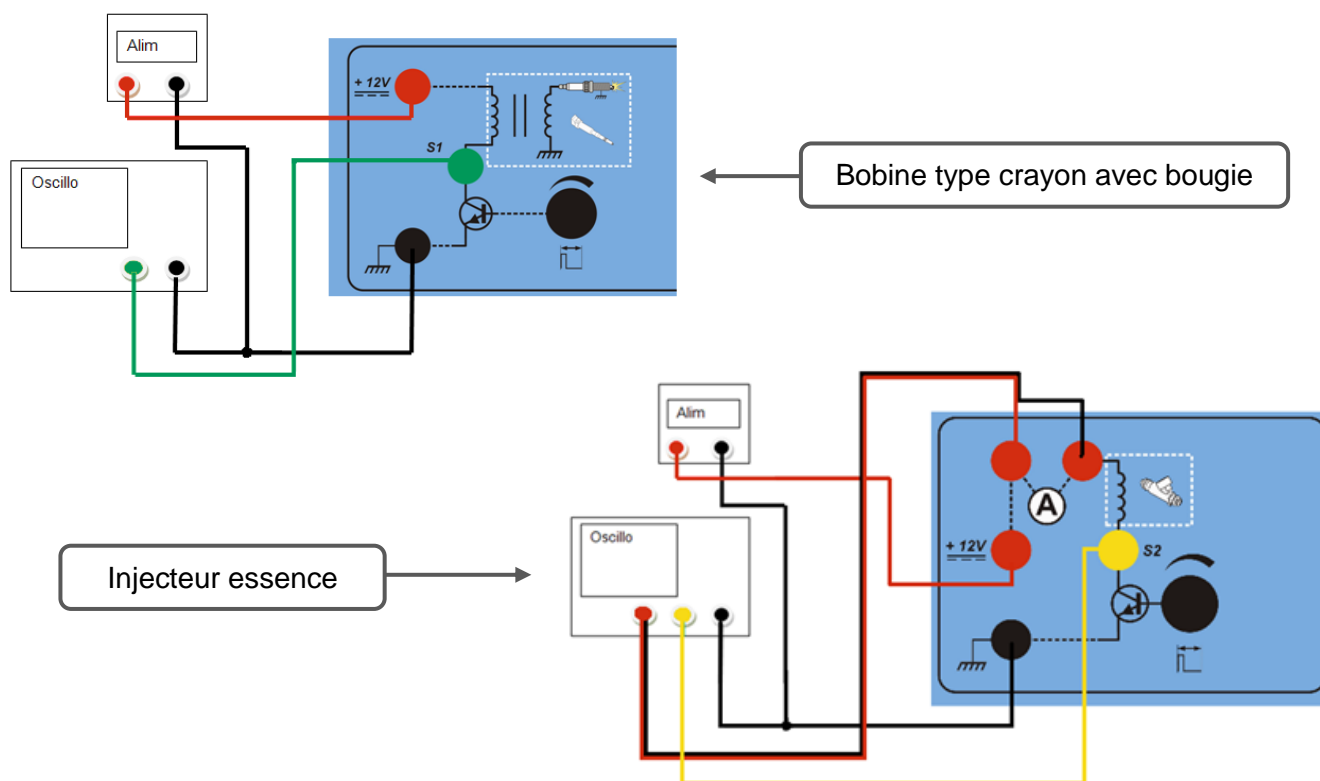 Alim
+ 12V
S1
Oscillo
Bobine type crayon avec bougie
Alim
A
Oscillo
+ 12V
S2
Injecteur essence